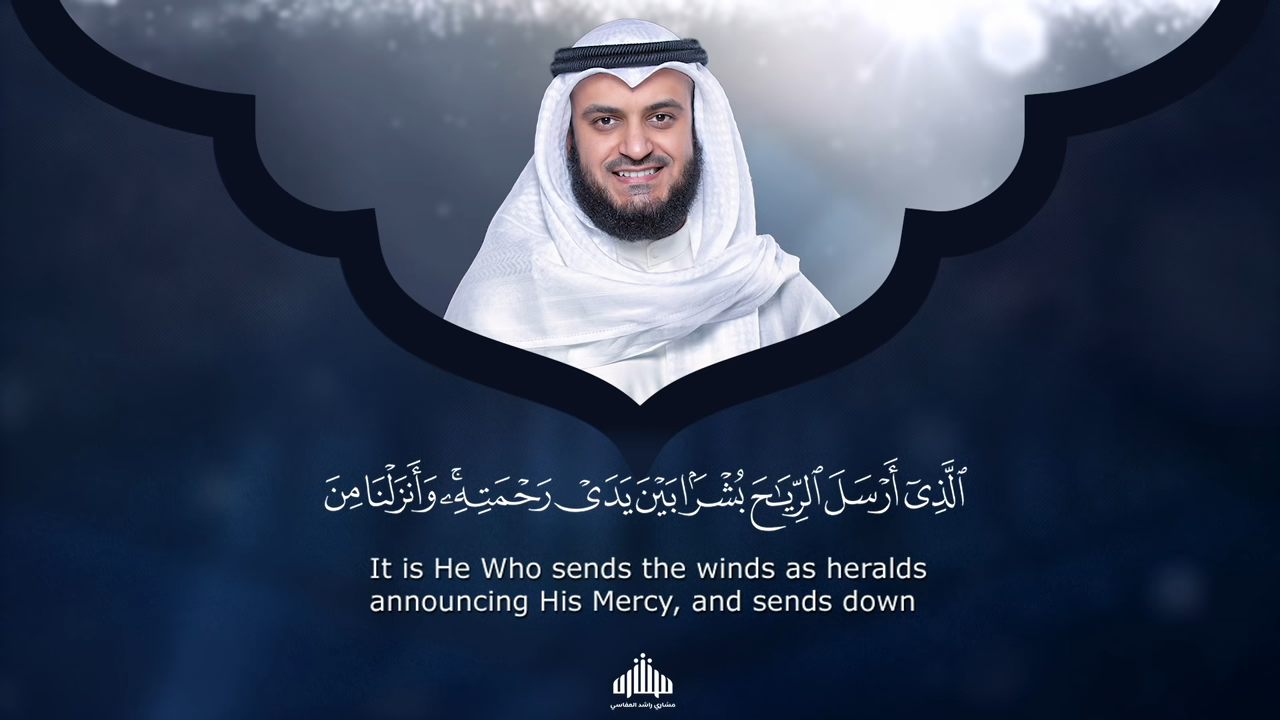 ٱلَّذِىٓ أَرْسَلَ ٱلرِّيَـٰحَ بُشْرًۢا بَيْنَ يَدَىْ رَحْمَتِهِۦۚ وَأَنزَلْنَا مِنَ
It is He Who sends the winds as heralds
announcing His Mercy, and sends down
مشاري راشد العفاسي